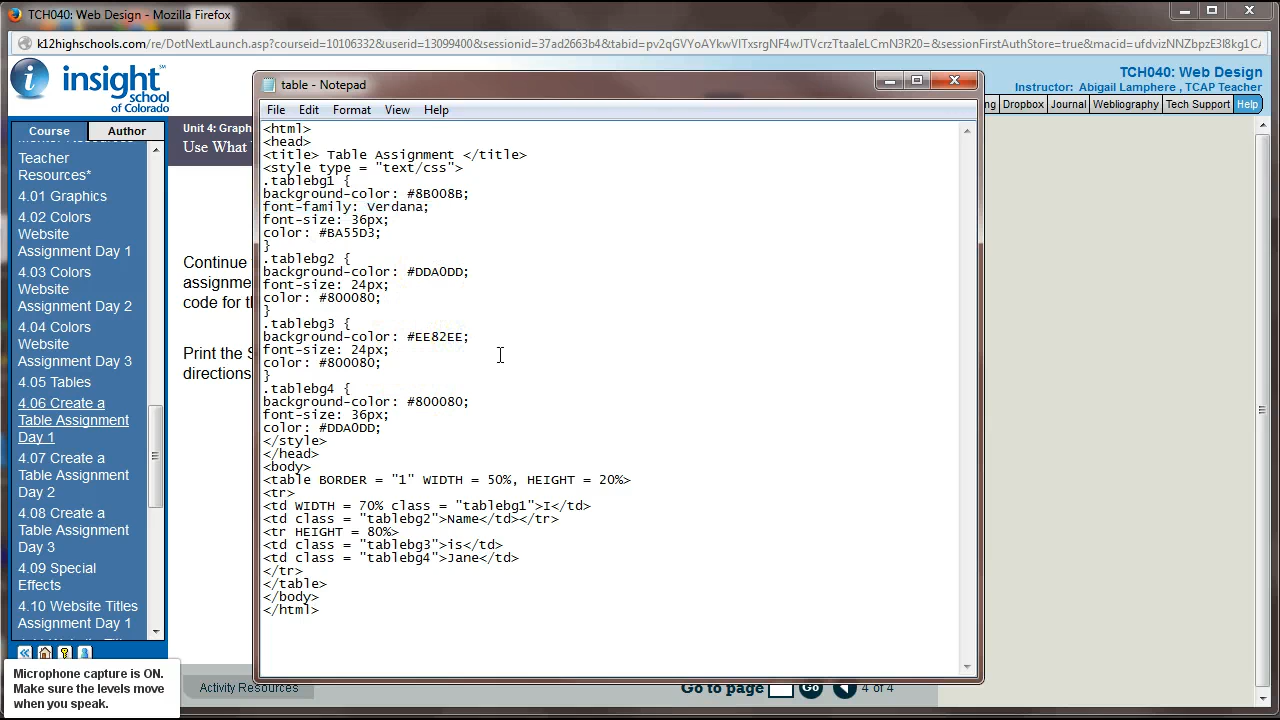 TCH040: Web Design - Mozilla Firefox
k12highschools.com/re/DotNextLaunch.asp?courseid=10106332&userid=13099400&sessionid=37ad2663b4&tabid=
insight
school
of Colorado
TCH040: Web Design
Instructor: Abigail Lamphere , TCAP Teacher
Dropbox Journal Webliography Tech Support Help
Course Author
Teacher
Resources*
4.01 Graphics
4.02 Colors
Website
Assignment Day 1
4.03 Colors
Website
Assignment Day 2
4.04 Colors
Website
Assignment Day 3
4.05 Tables
4.06 Create a
Table Assignment
Day 1
4.07 Create a
Table Assignment
Day 2
4.08 Create a
Table Assignment
Day 3
4.09 Special
Effects
4.10 Website Titles
Assignment Day 1
Unit 4: Graph
Use What
Continue
assignme
code for th
Print the S
directions
table - Notepad
File Edit Format View Help
<html>
<head>
<title> Table Assignment </title>
<style type = "text/css">
.tablebg1 {
background-color: #8B008B;
font-family: Verdana;
font-size: 36px;
color: #BA55D3;
}
.tablebg2 {
background-color: #DDA0DD;
font-size: 24px;
color: #800080;
}
.tablebg3 {
background-color: #EE82EE;
font-size: 24px;
color: #800080;
}
.tablebg4 {
background-color: #800080;
font-size: 36px;
color: #DDA0DD;
</style>
</head>
<body>
<table BORDER = "1" WIDTH = 50%, HEIGHT = 20%>
<tr>
<td WIDTH = 70% class = "tablebg1">I</td>
<td class = "tablebg2">Name</td></tr>
<tr HEIGHT = 80%>
<td class = "tablebg3">is</td>
<td class = "tablebg4">Jane</td>
</tr>
</table>
</body>
</html>
Activity Resources
Go to page Go 4 of 4
Microphone capture is ON.
Make sure the levels move
when you speak.